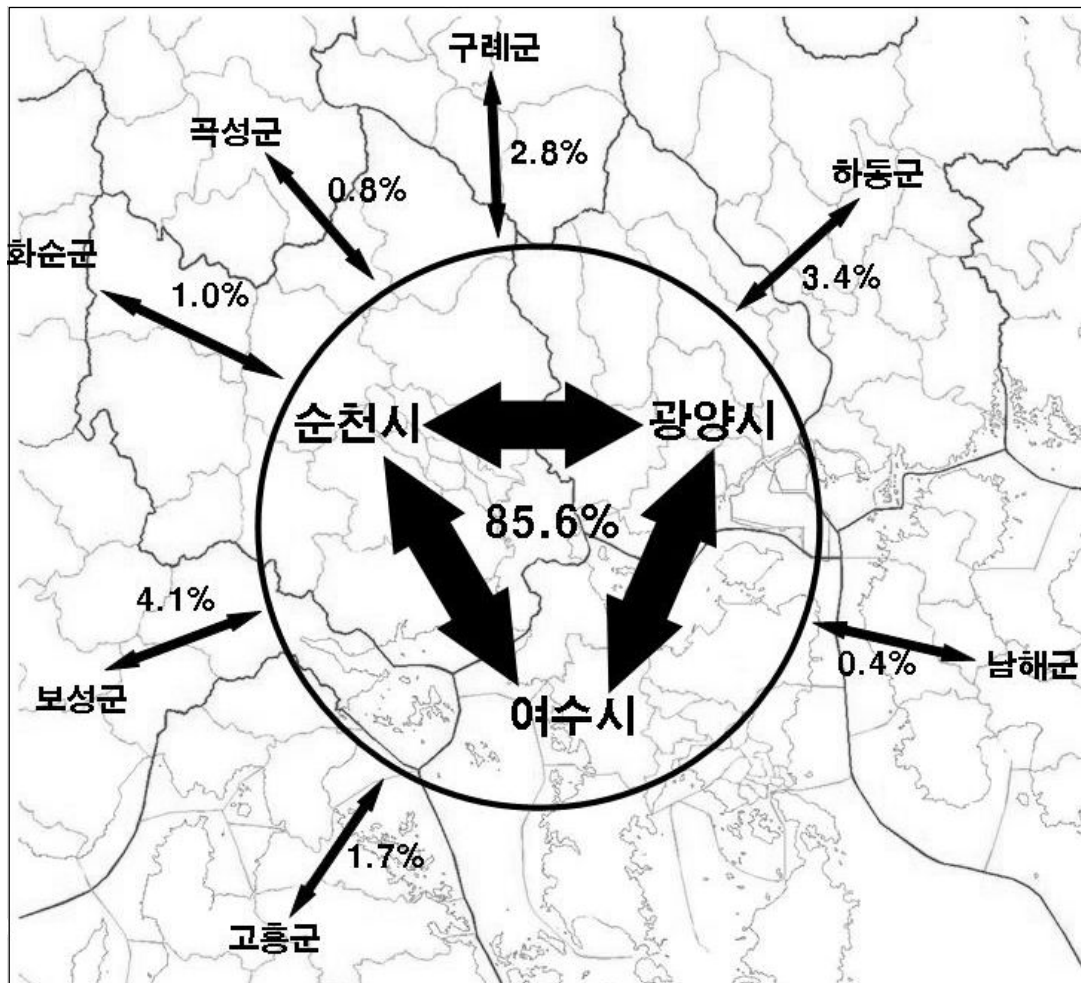 구례군
곡성군
2.8%
하동군
0.8%
화순군
1.0%
3.4%
순천시
광양시
85.6%
4.1%
0.4%
남해군
보성군
여수시
1.7%
고흥군